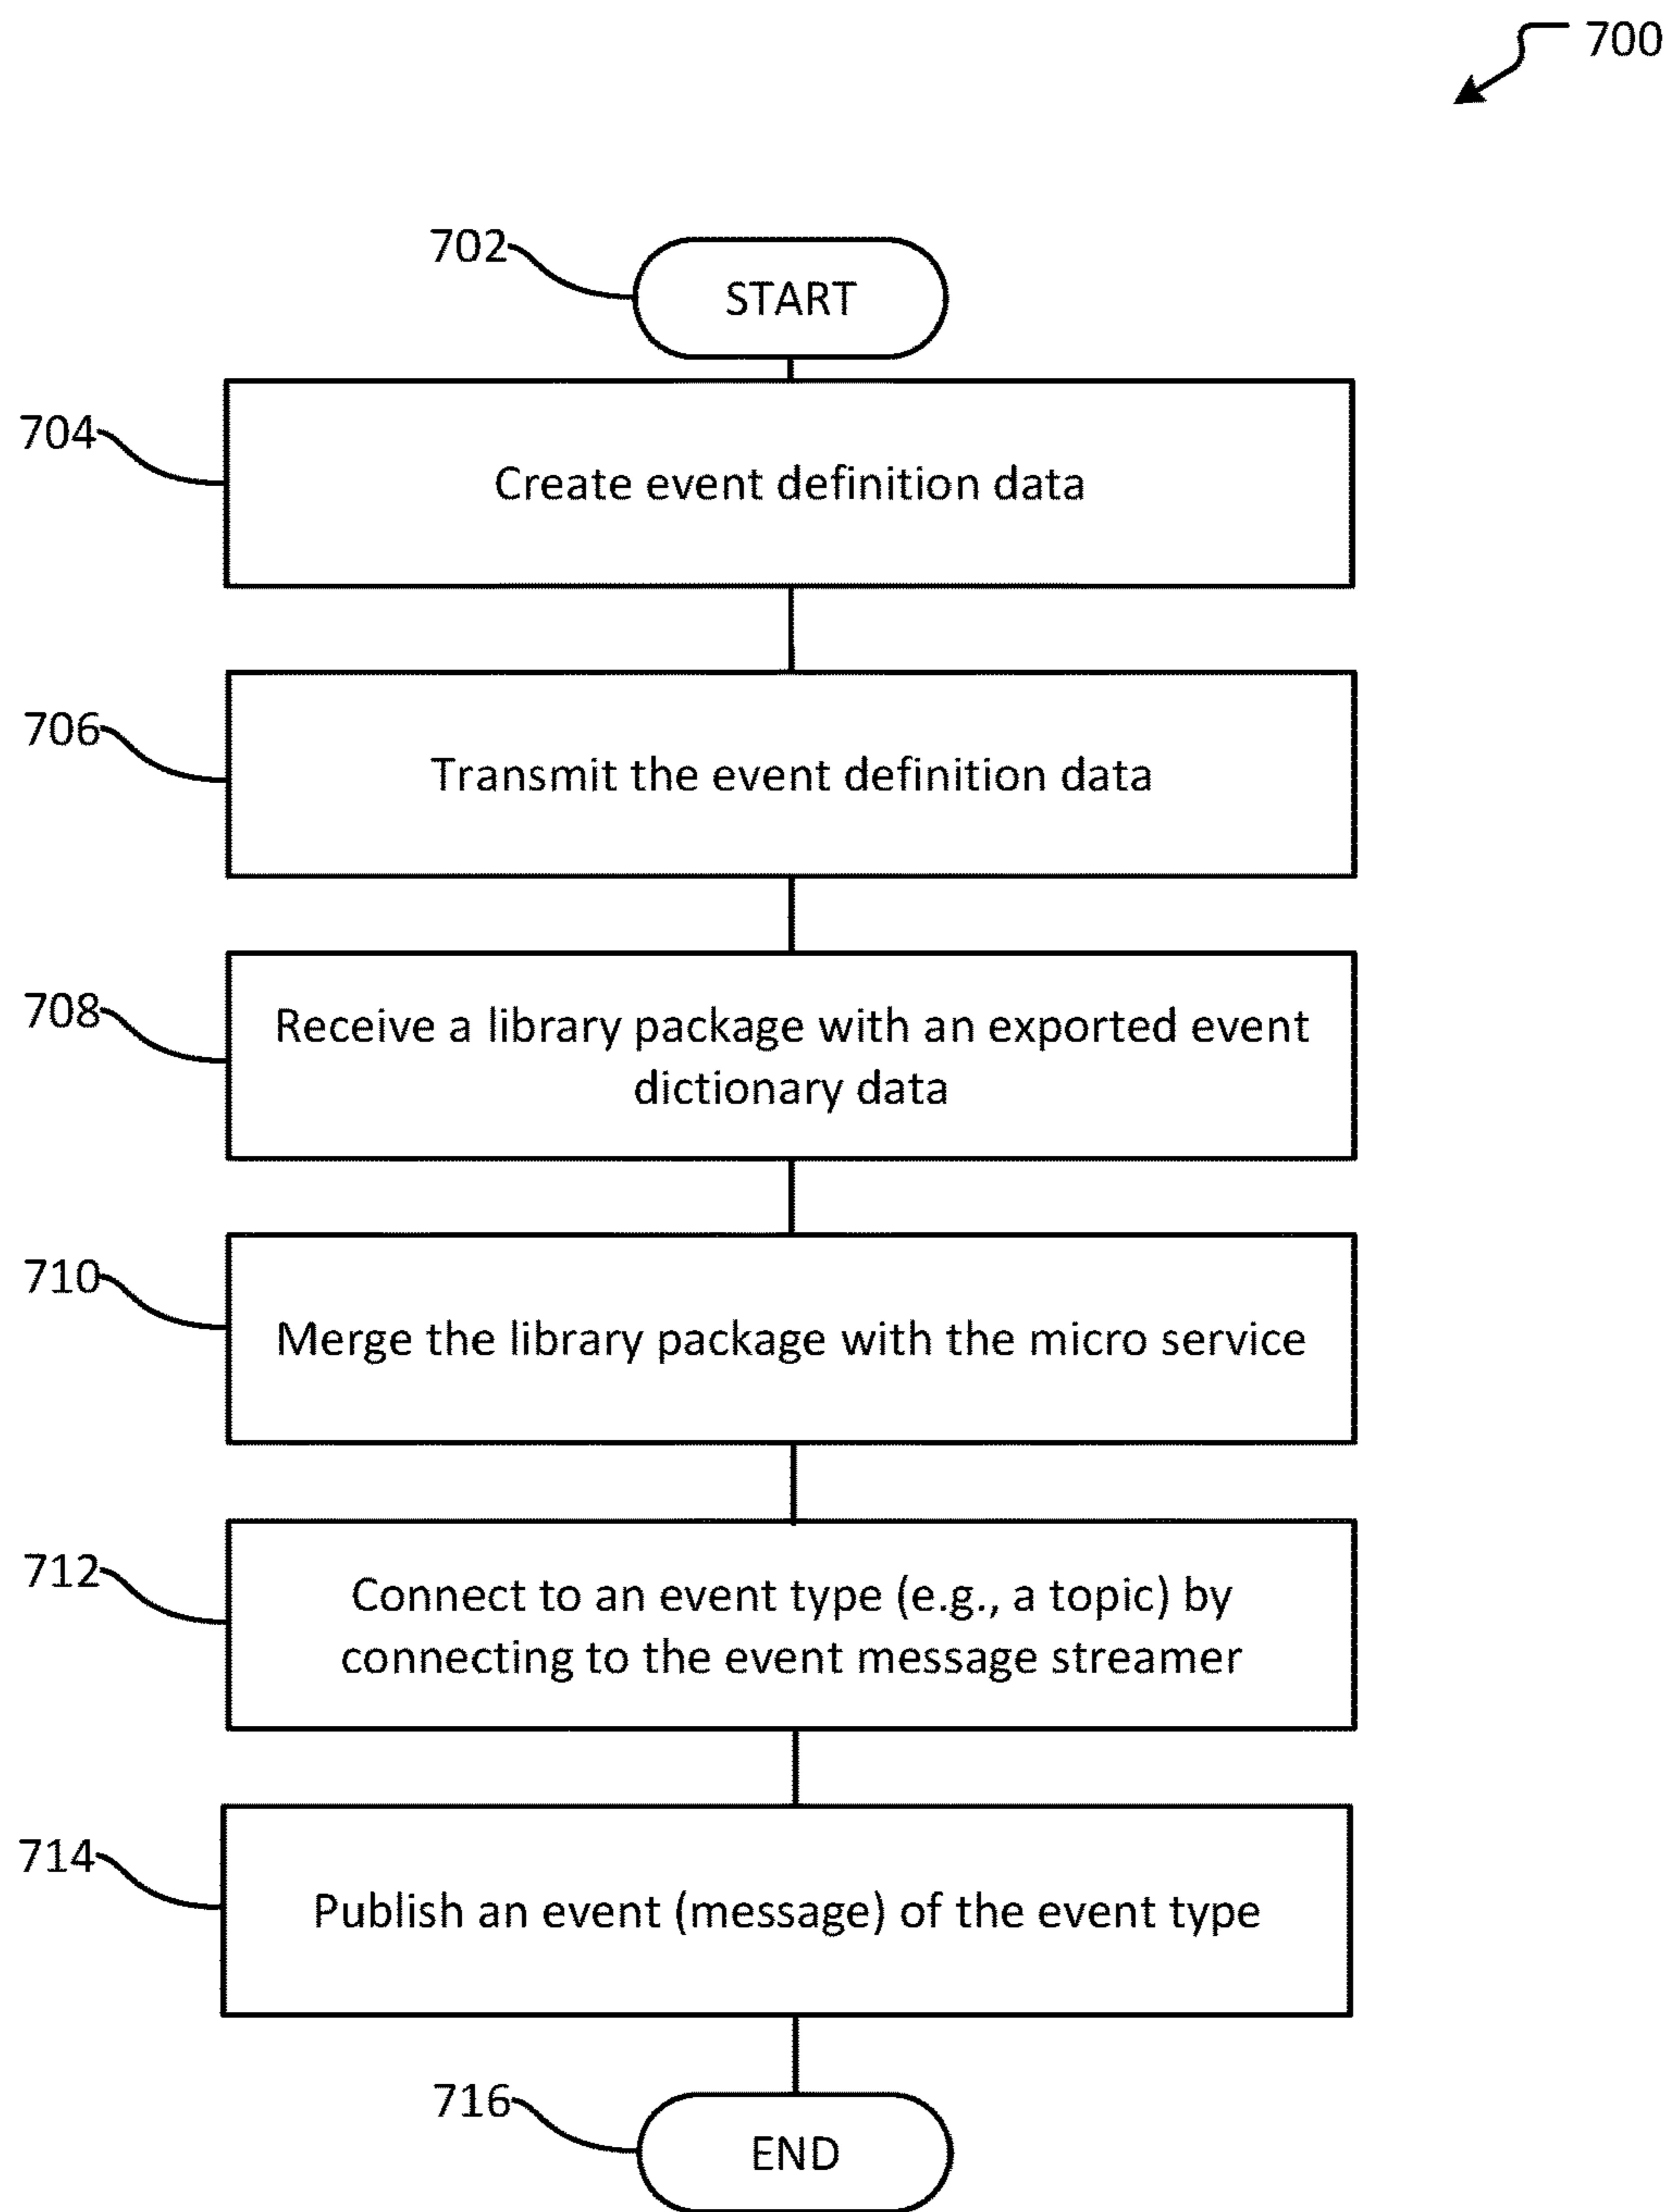 700
702
START
704
Create event definition data
706
Transmit the event definition data
708
Receive a library package with an exported event
dictionary data
710
Merge the library package with the micro service
712
Connect to an event type (e.g., a topic) by
connecting to the event message streamer
714
Publish an event (message) of the event type
716
END